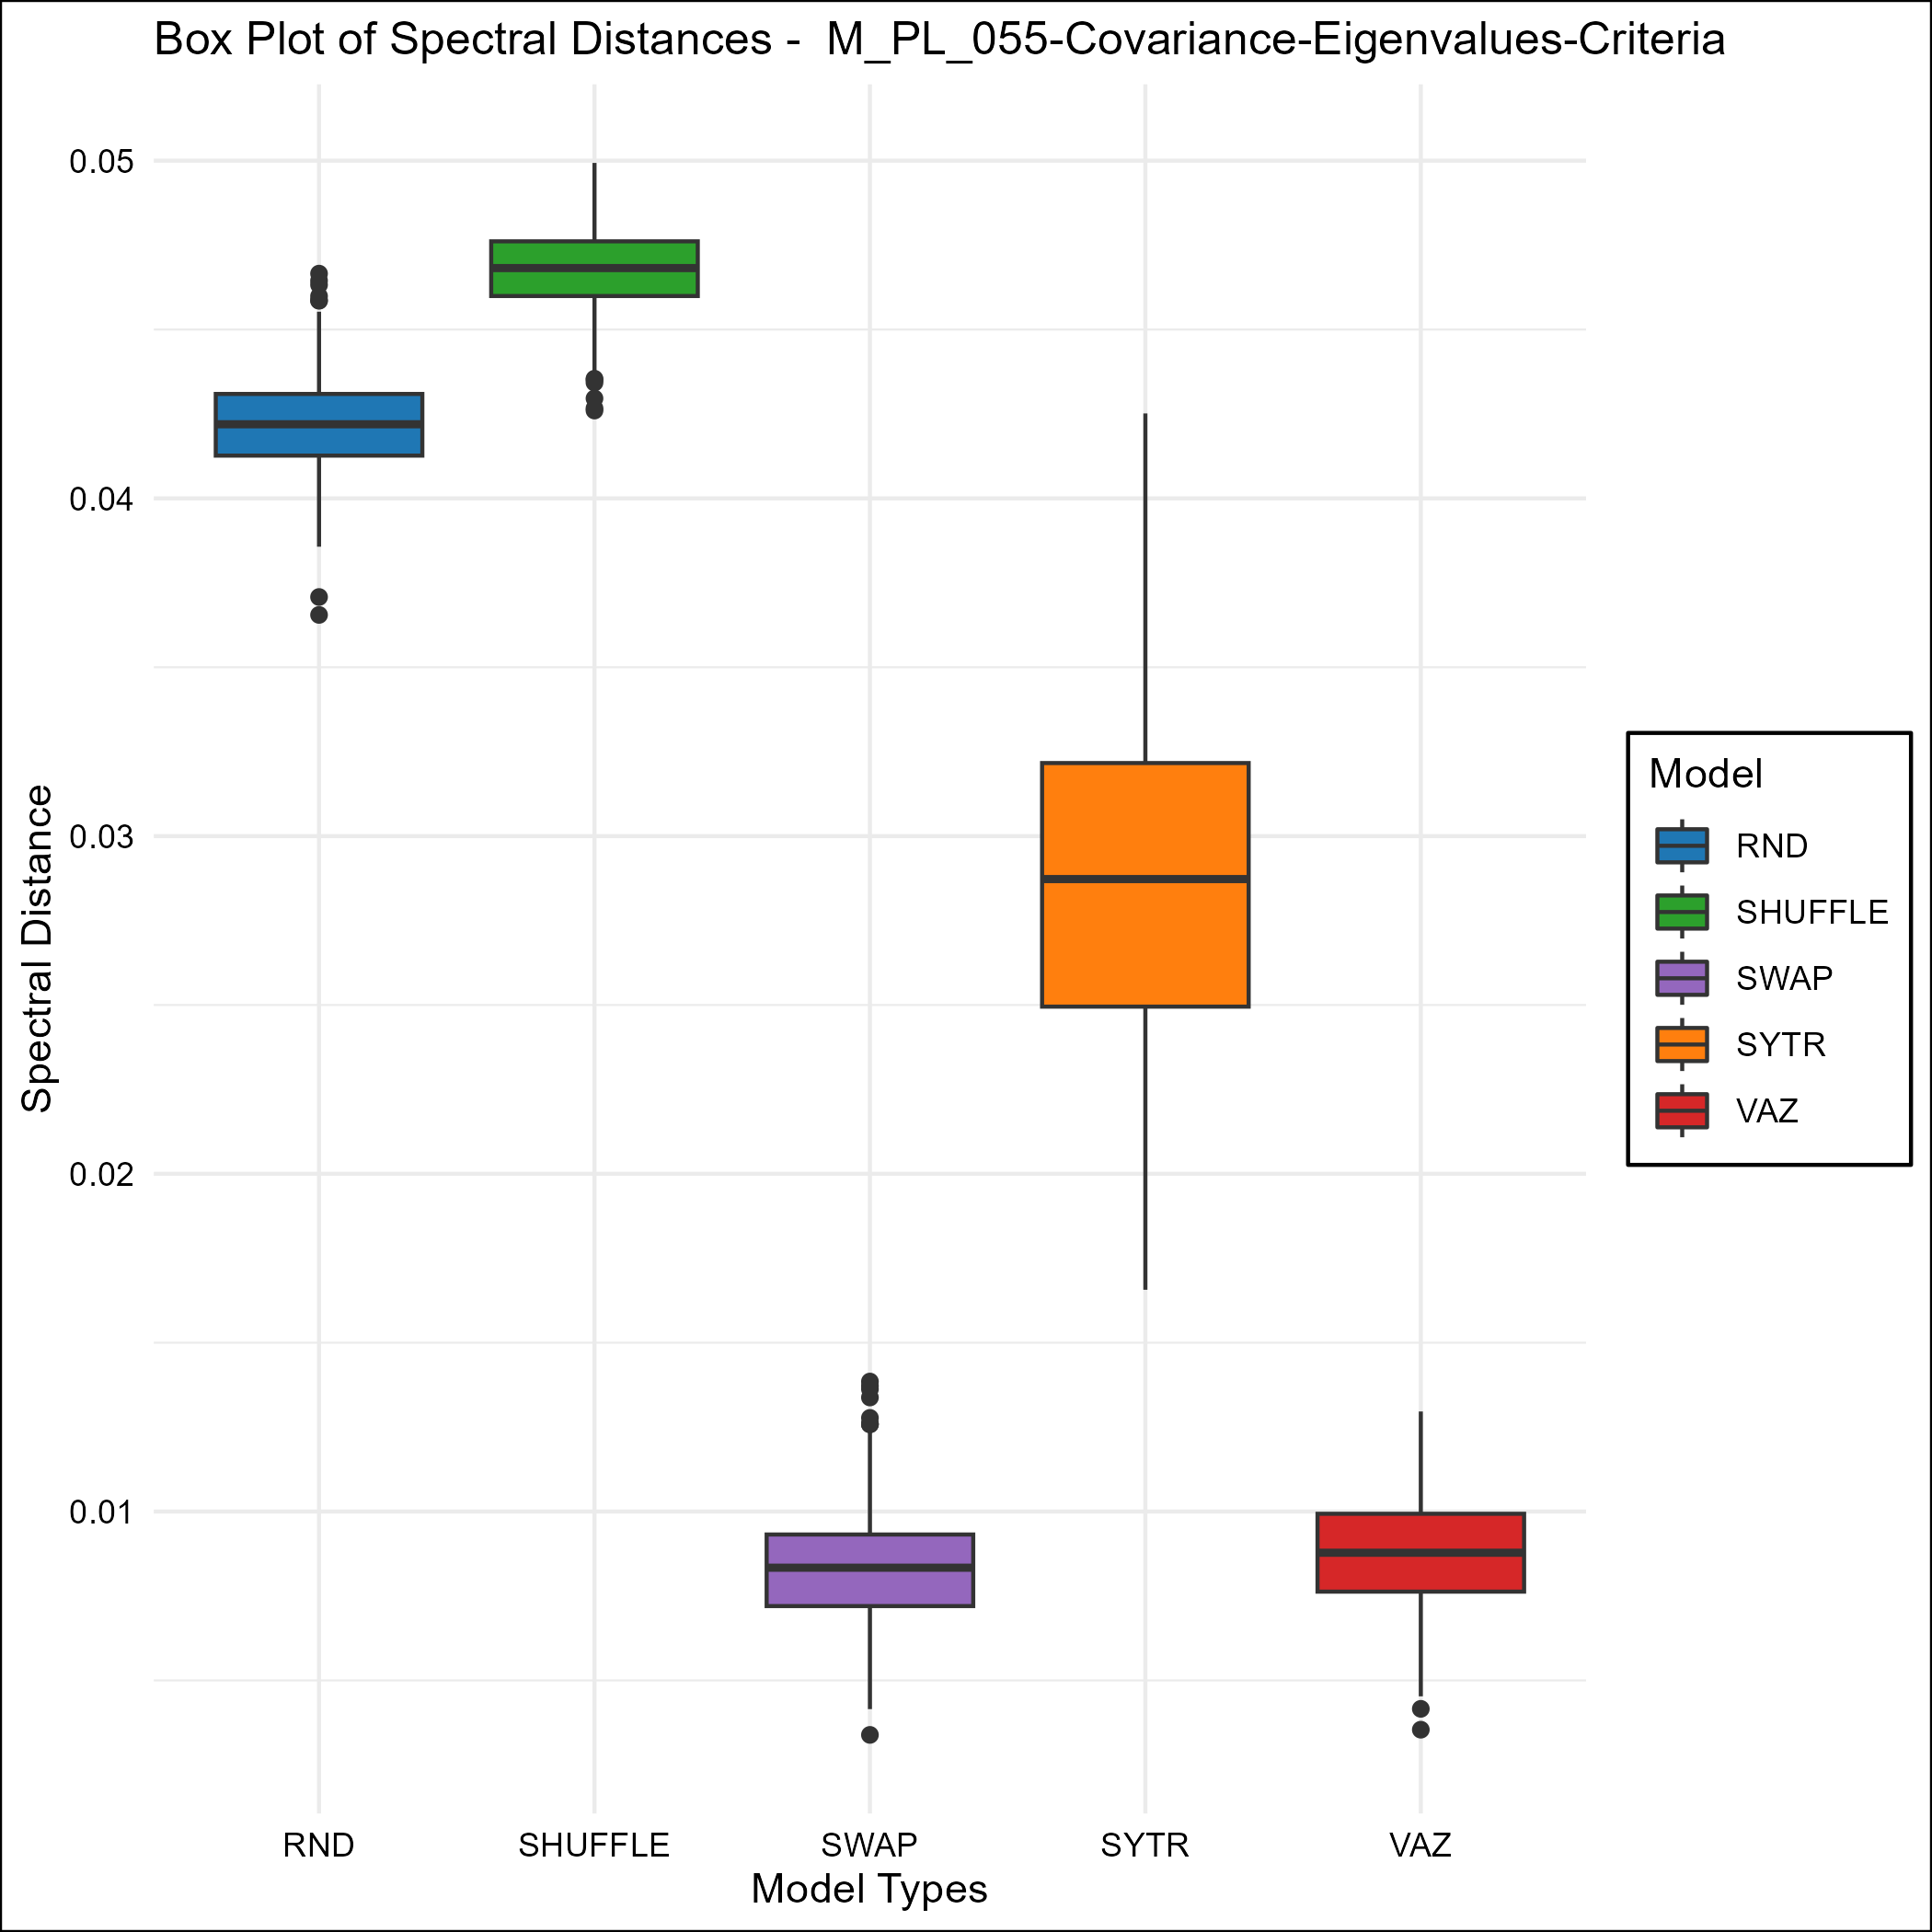 Box Plot of Spectral Distances -  M_PL_055-Covariance-Eigenvalues-Criteria
0.05
0.04
0.03
0.02
0.01
Spectral Distance
RND
SHUFFLE
SWAP
SYTR
VAZ
Model Types
Model
RND
SHUFFLE
SWAP
SYTR
VAZ